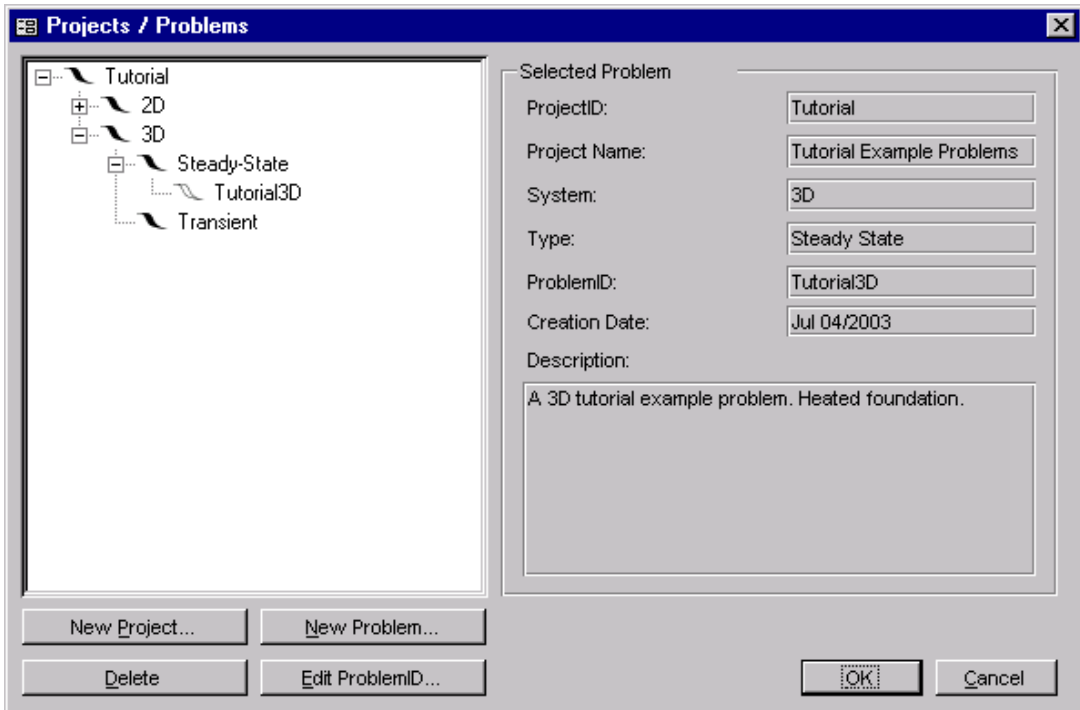 Projects / Problems
Tutorial
2D
3D
Steady-State
Tutorial3D
Transient
Selected Problem
ProjectID: Tutorial
Project Name: Tutorial Example Problems
System: 3D
Type: Steady State
ProblemID: Tutorial3D
Creation Date: Jul 04/2003
Description:
A 3D tutorial example problem. Heated foundation.
New Project... New Problem...
Delete Edit ProblemID... OK Cancel